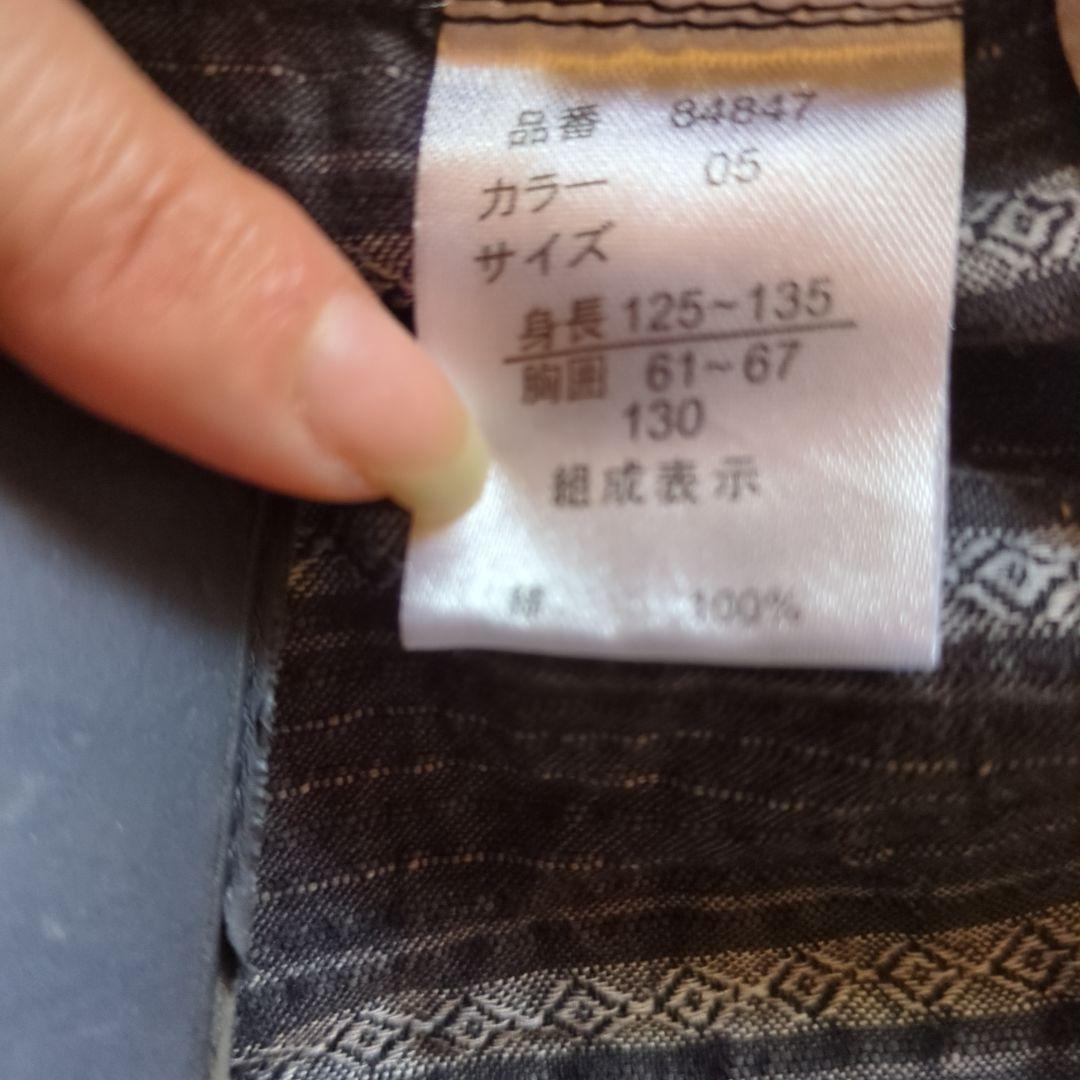 品番 84847
カラー 05
サイズ
身長 125~135
胸囲 61~67
130
組成表示
綿 100%